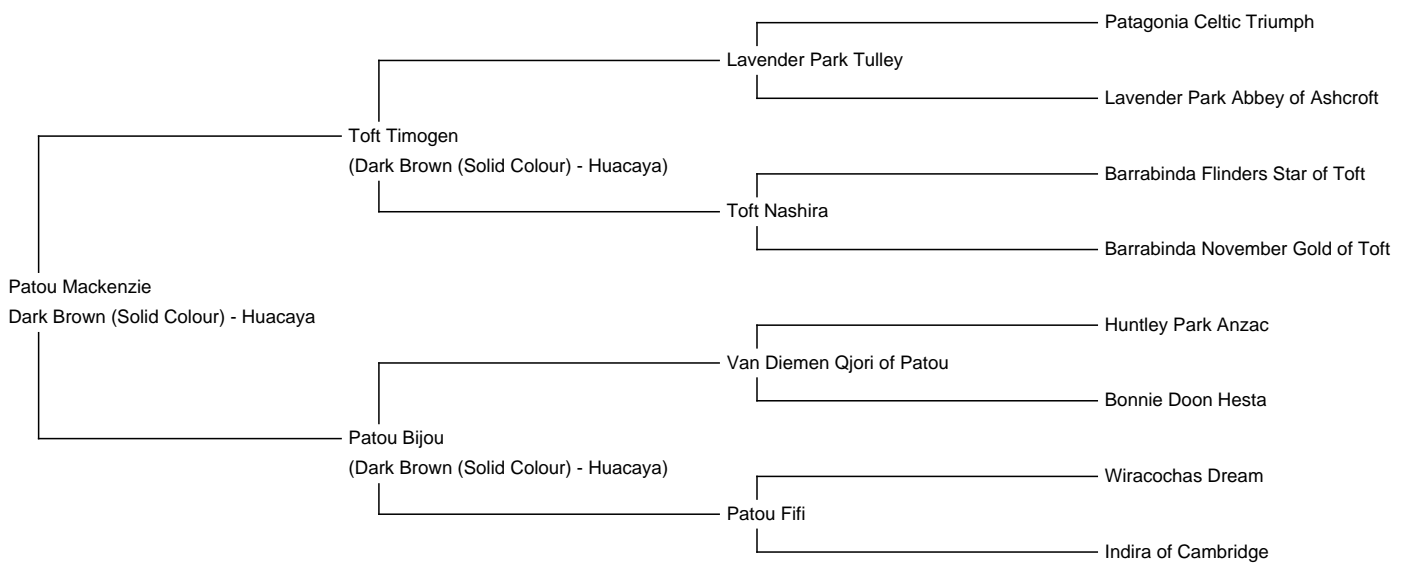 Patagonia Celtic Triumph
Lavender Park Tulley
Lavender Park Abbey of Ashcroft
Toft Timogen
(Dark Brown (Solid Colour) - Huacaya)
Barrabinda Flinders Star of Toft
Toft Nashira
Barrabinda November Gold of Toft
Patou Mackenzie
Dark Brown (Solid Colour) - Huacaya
Huntley Park Anzac
Van Diemen Qjori of Patou
Bonnie Doon Hesta
Patou Bijou
(Dark Brown (Solid Colour) - Huacaya)
Wiracochas Dream
Patou Fifi
Indira of Cambridge